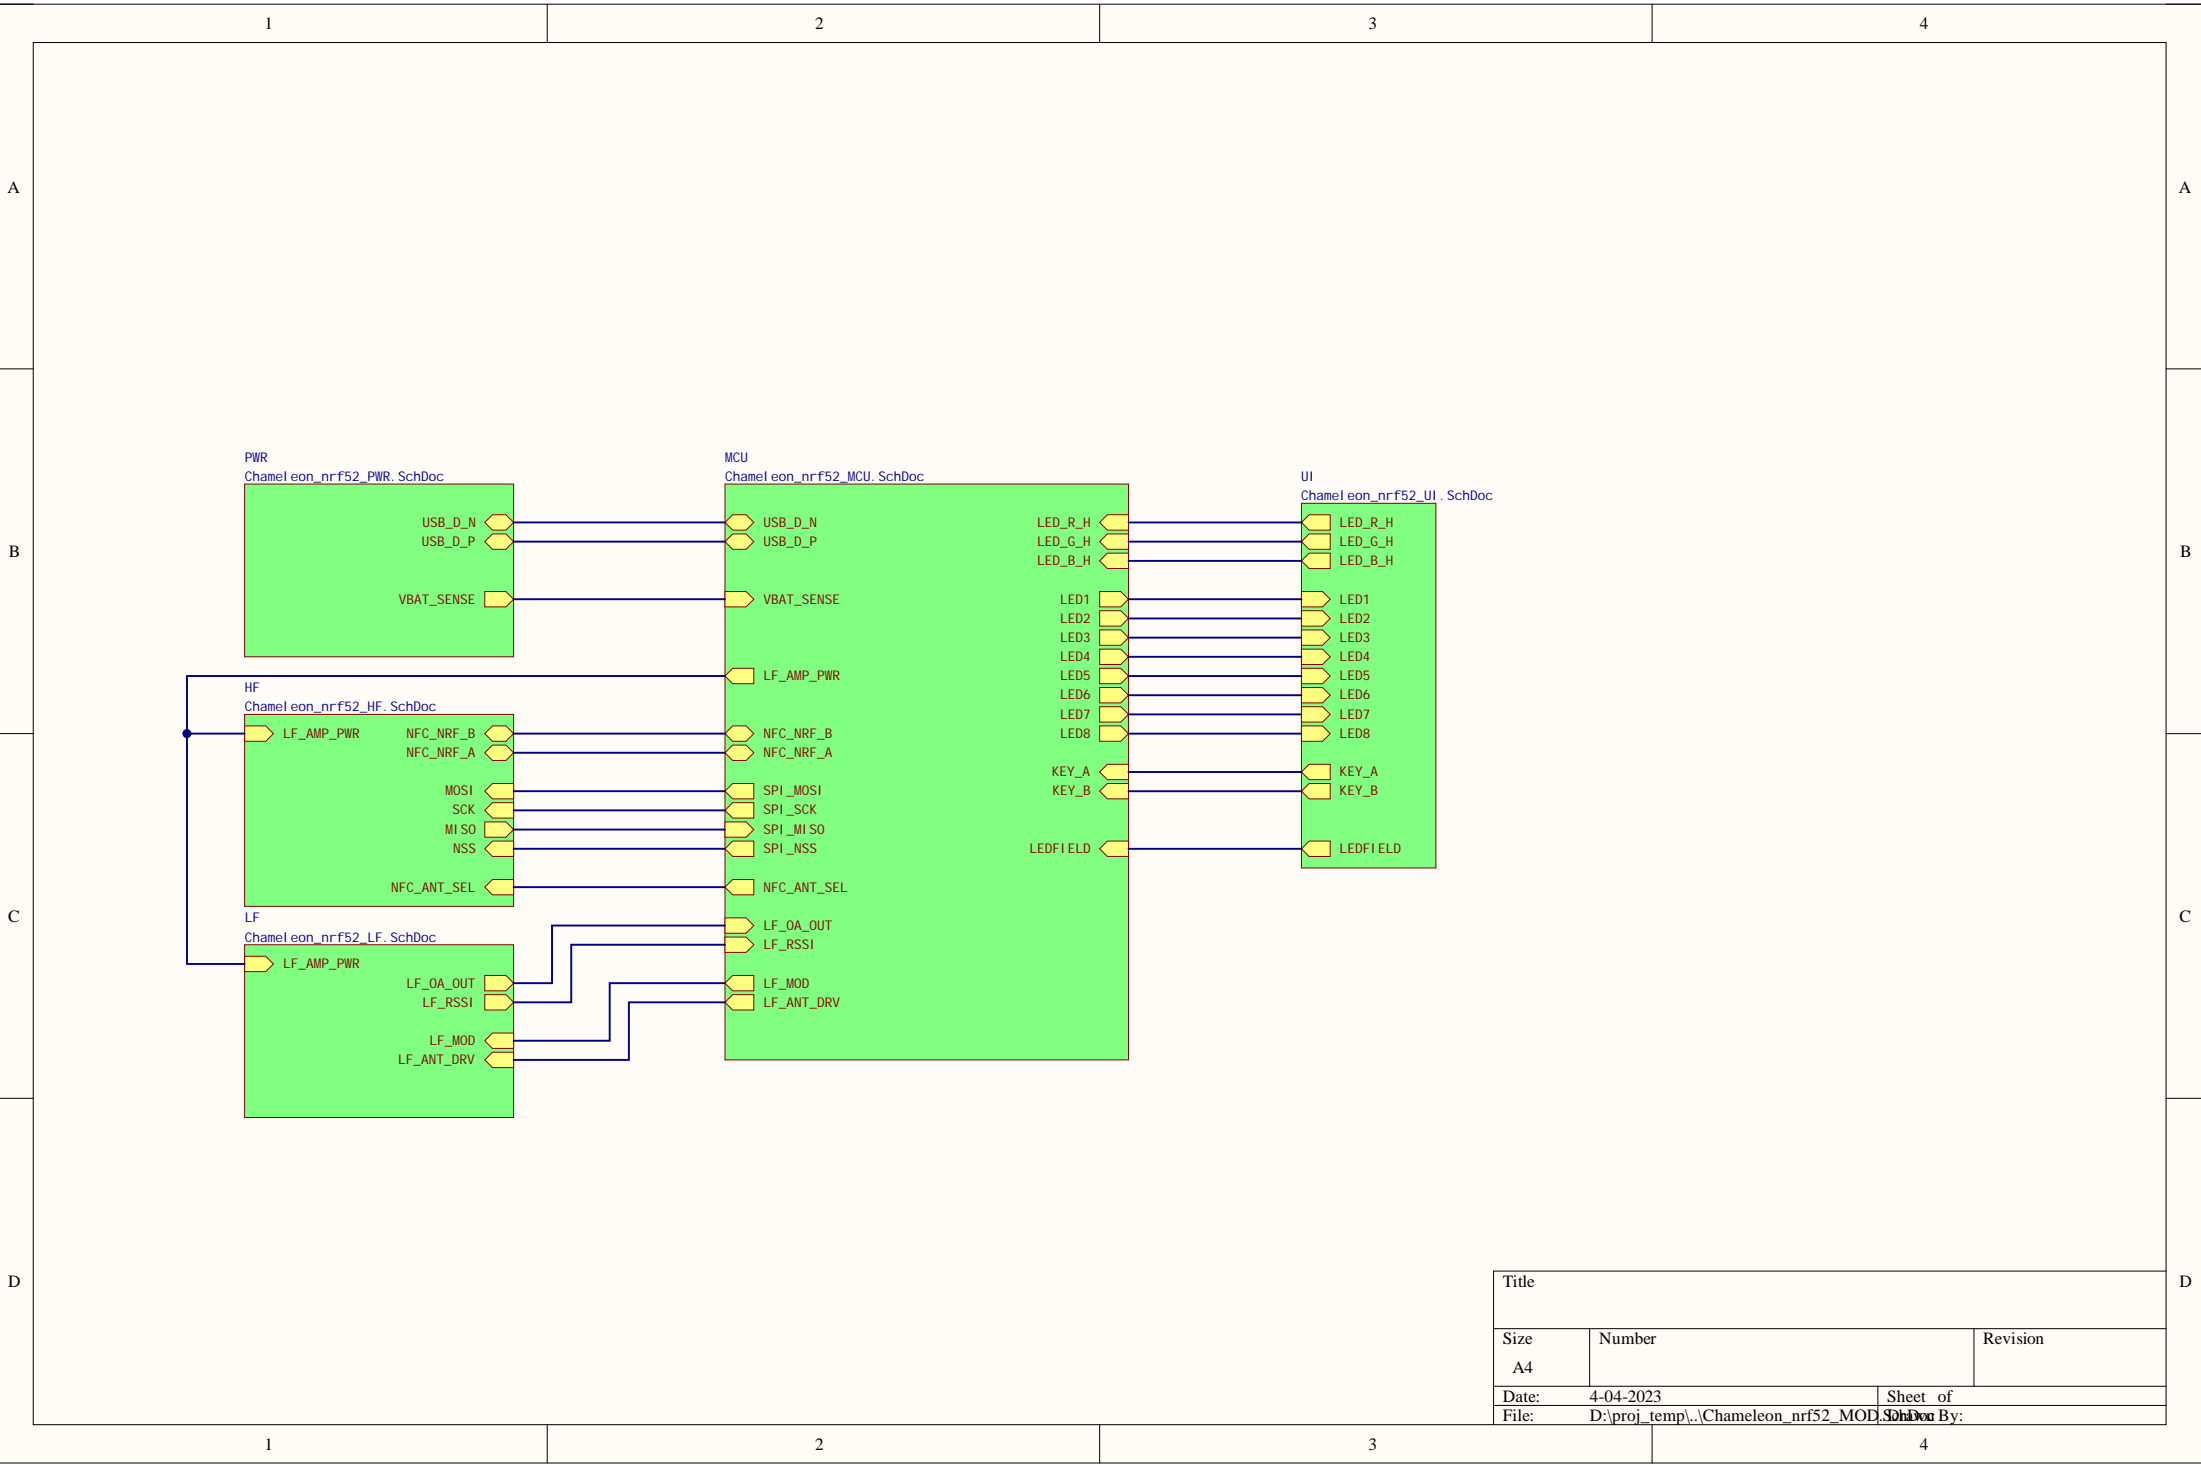 1 2 3 4
A A
B B
C C
D D
PWR
Chameleon_nrf52_PWR.SchDoc
USB_D_N
USB_D_P
VBAT_SENSE
HF
Chameleon_nrf52_HF.SchDoc
LF_AMP_PWR NFC_NRF_B
NFC_NRF_A
MOSI
SCK
MISO
NSS
NFC_ANT_SEL
LF
Chameleon_nrf52_LF.SchDoc
LF_AMP_PWR
LF_OA_OUT
LF_RSSI
LF_MOD
LF_ANT_DRV
MCU
Chameleon_nrf52_MCU.SchDoc
USB_D_N
USB_D_P
VBAT_SENSE
LF_AMP_PWR
NFC_NRF_B
NFC_NRF_A
SPI_MOSI
SPI_SCK
SPI_MISO
SPI_NSS
NFC_ANT_SEL
LF_OA_OUT
LF_RSSI
LF_MOD
LF_ANT_DRV
LED_R_H
LED_G_H
LED_B_H
LED1
LED2
LED3
LED4
LED5
LED6
LED7
LED8
KEY_A
KEY_B
LEDFIELD
UI
Chameleon_nrf52_UI.SchDoc
LED_R_H
LED_G_H
LED_B_H
LED1
LED2
LED3
LED4
LED5
LED6
LED7
LED8
KEY_A
KEY_B
LEDFIELD
Title
Size Number Revision
A4
Date: 4-04-2023 Sheet of
File: D:\proj_temp\..\Chameleon_nrf52_MOD.SchDoc Drawn By:
1 2 3 4